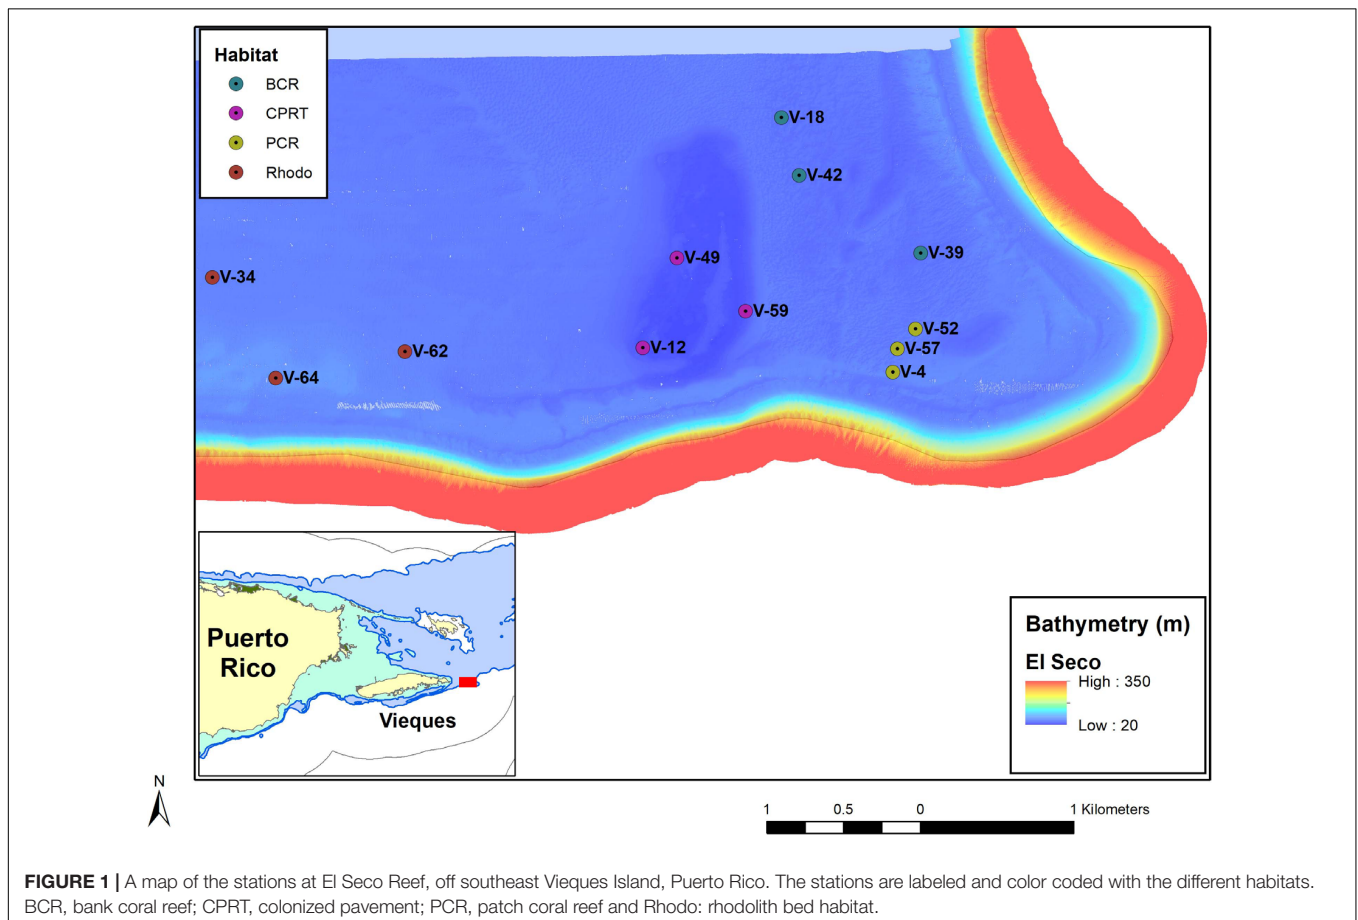 Habitat
BCR
CPRT
PCR
Rhodo
V-18
V-42
V-39
V-49
V-34
V-59
V-52
V-62
V-12
V-57
V-64
V-4
Puerto
Rico
Vieques
Bathymetry (m)
El Seco
High : 350
Low : 20
N
1 0.5 0 1 Kilometers
FIGURE 1 | A map of the stations at El Seco Reef, off southeast Vieques Island, Puerto Rico. The stations are labeled and color coded with the different habitats.
BCR, bank coral reef; CPRT, colonized pavement; PCR, patch coral reef and Rhodo: rhodolith bed habitat.